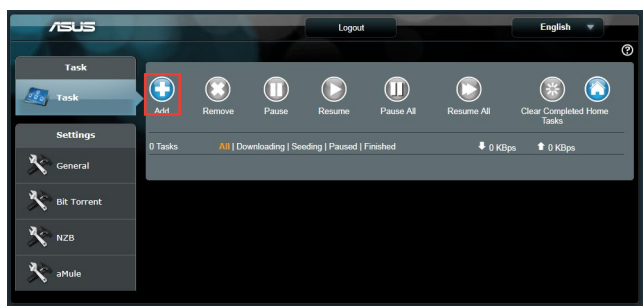 ASUS
Logout
English
Task
Task
Add Remove Pause Resume Pause All Resume All Clear Completed Tasks Home
0 Tasks All | Downloading | Seeding | Paused | Finished 0 KBps 0 KBps
Settings
General
Bit Torrent
NZB
aMule